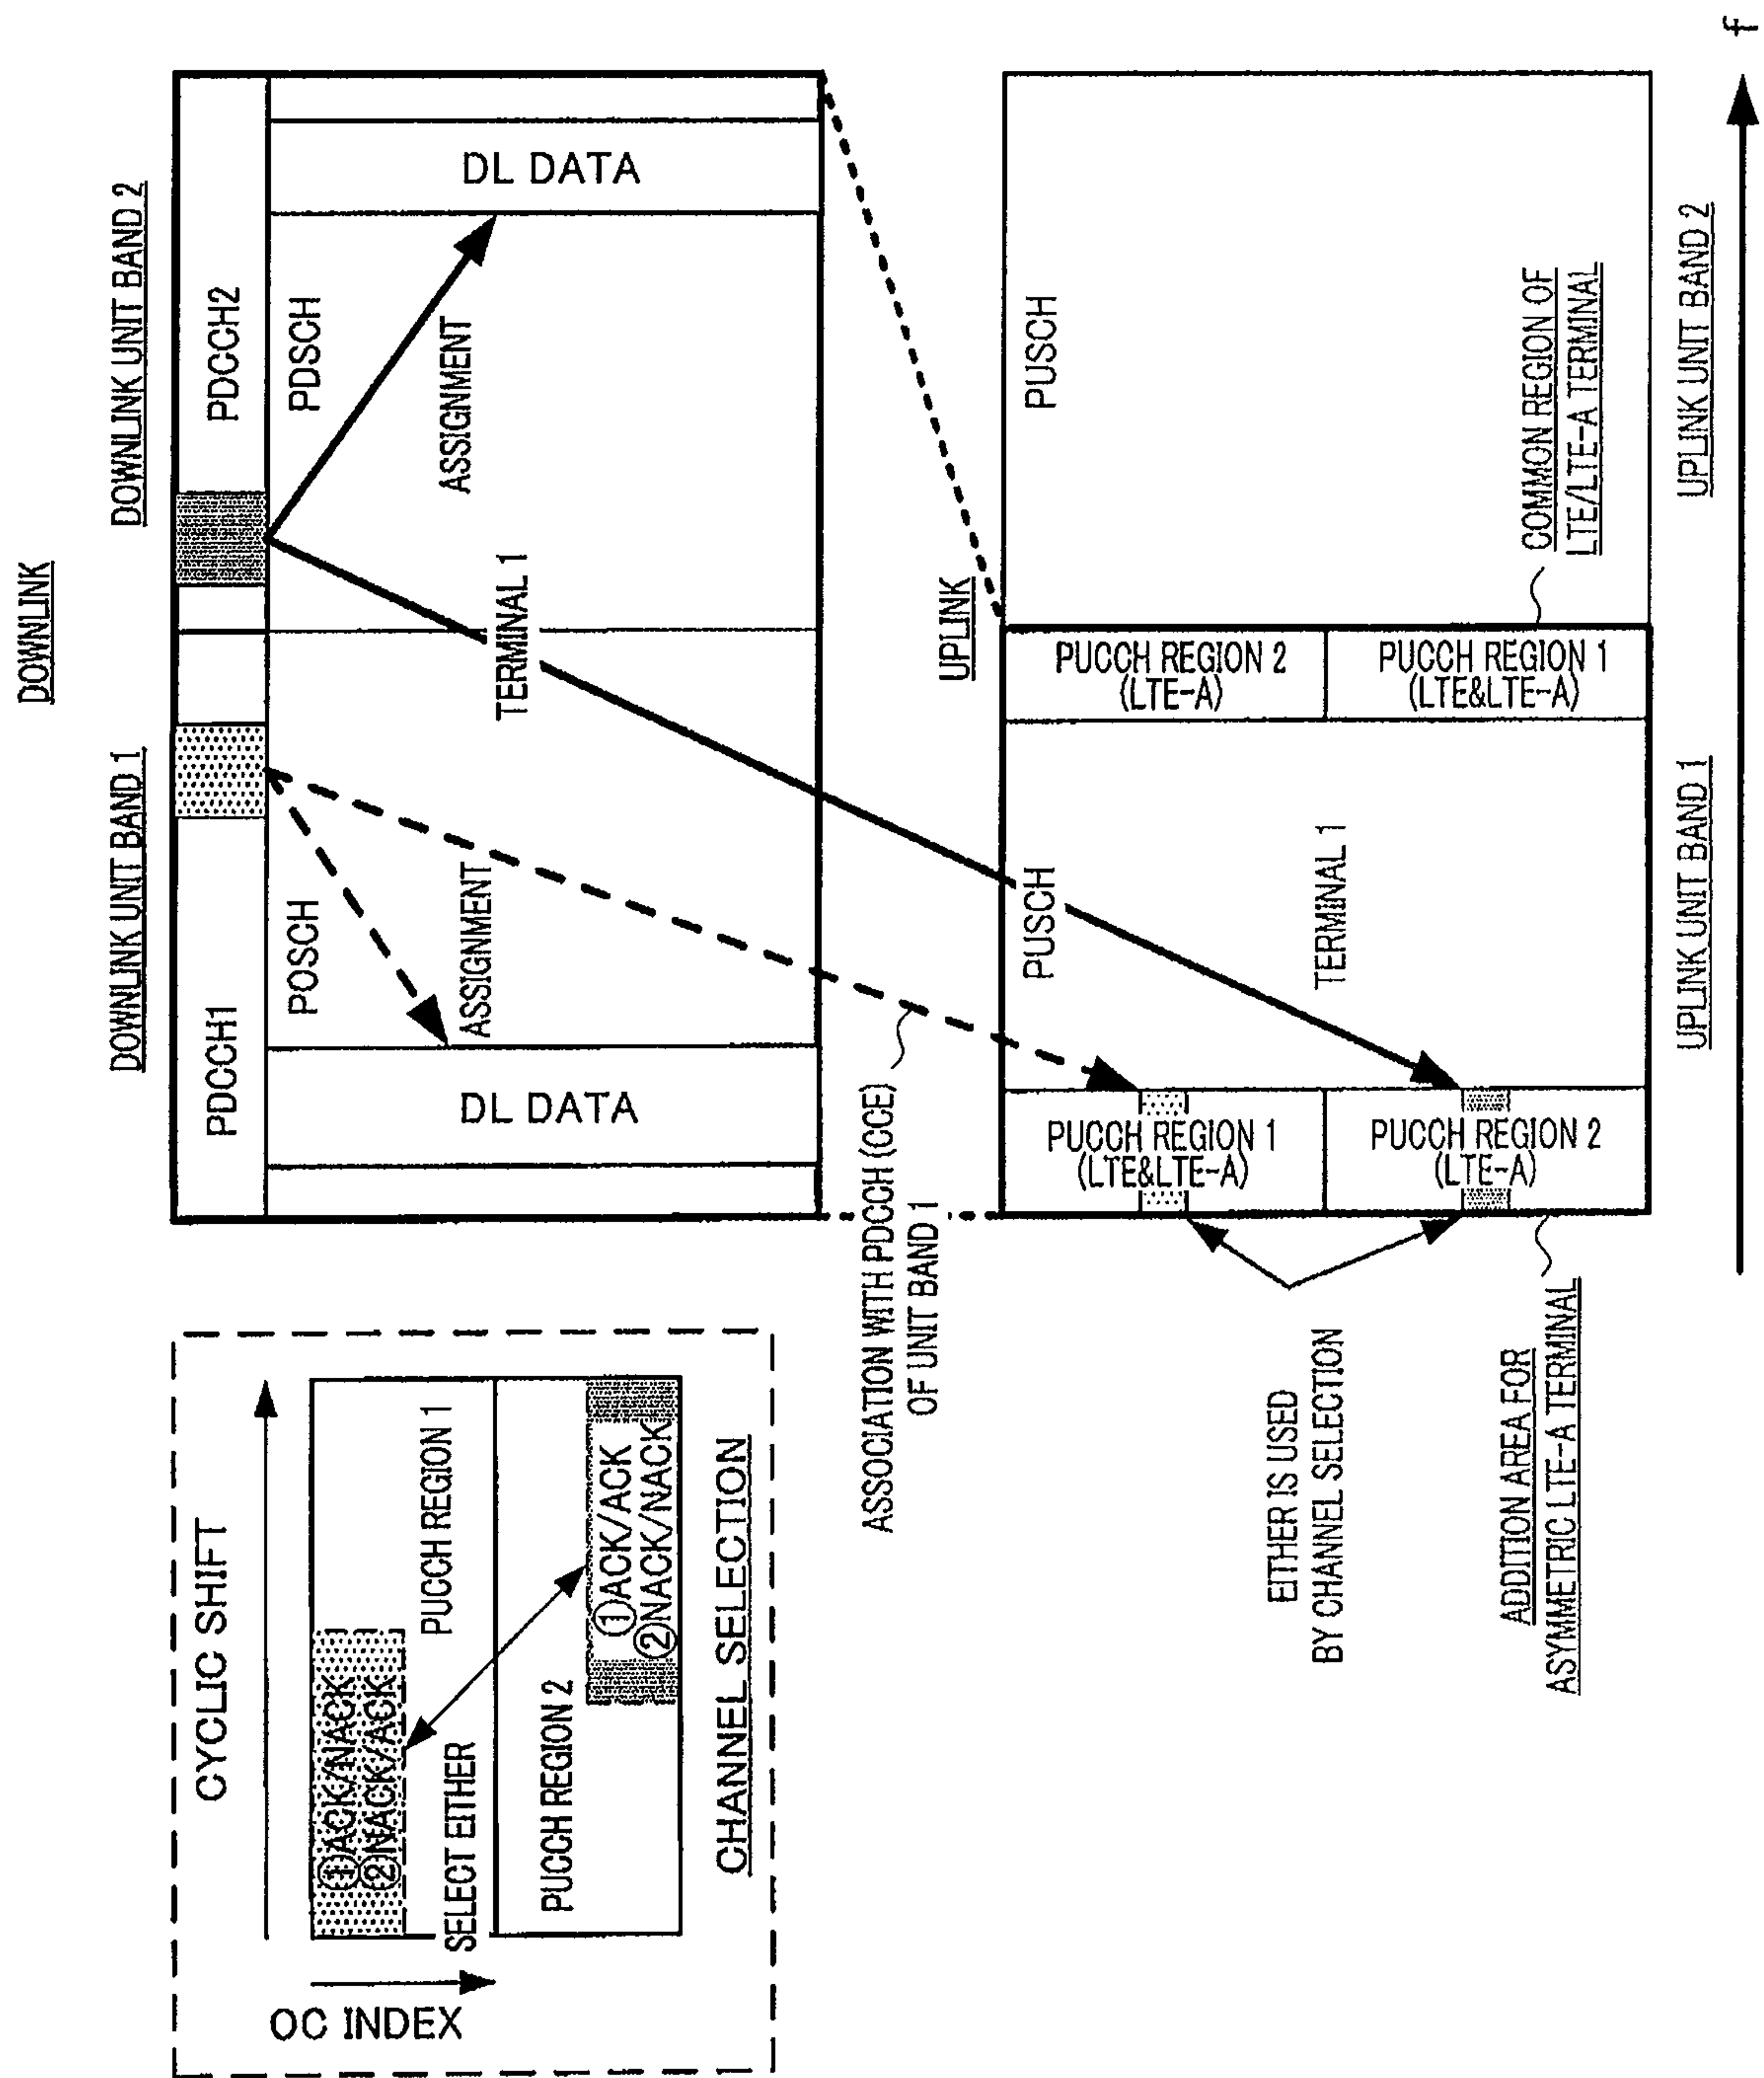 DOWNLINK
DOWNLINK UNIT BAND 1
DOWNLINK UNIT BAND 2
PDCCH1
PDCCH2
POSCH
PDSCH
ASSIGNMENT
ASSIGNMENT
TERMINAL 1
DL DATA
DL DATA
CYCLIC SHIFT
OC INDEX
①ACK/NACK
②NACK/ACK
PUCCH REGION 1
SELECT EITHER
PUCCH REGION 2
①ACK/ACK
②NACK/NACK
CHANNEL SELECTION
ASSOCIATION WITH PDCCH (CCE)
OF UNIT BAND 1
UPLINK
PUSCH
PUSCH
PUCCH REGION 1
(LTE&LTE-A)
PUCCH REGION 2
(LTE-A)
PUCCH REGION 2
(LTE-A)
PUCCH REGION 1
(LTE&LTE-A)
TERMINAL 1
EITHER IS USED
BY CHANNEL SELECTION
ADDITION AREA FOR
ASYMMETRIC LTE-A TERMINAL
COMMON REGION OF
LTE/LTE-A TERMINAL
UPLINK UNIT BAND 1
UPLINK UNIT BAND 2
f